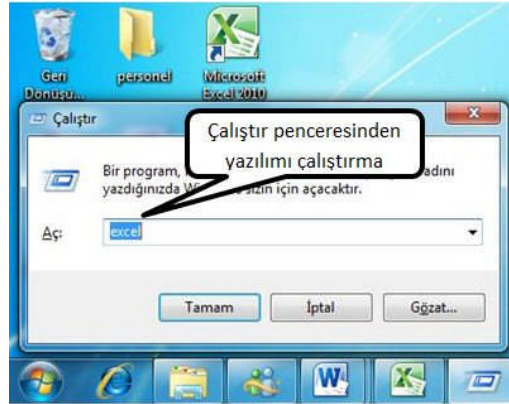 Geri
Dönüşü...
personel
Microsoft
Excel 2010
Çalıştır
Çalıştır penceresinden
yazılımı çalıştırma
Bir program, adını
yazdığınızda sizin için açacaktır.
Aç:
excel
Tamam
İptal
Gözat...